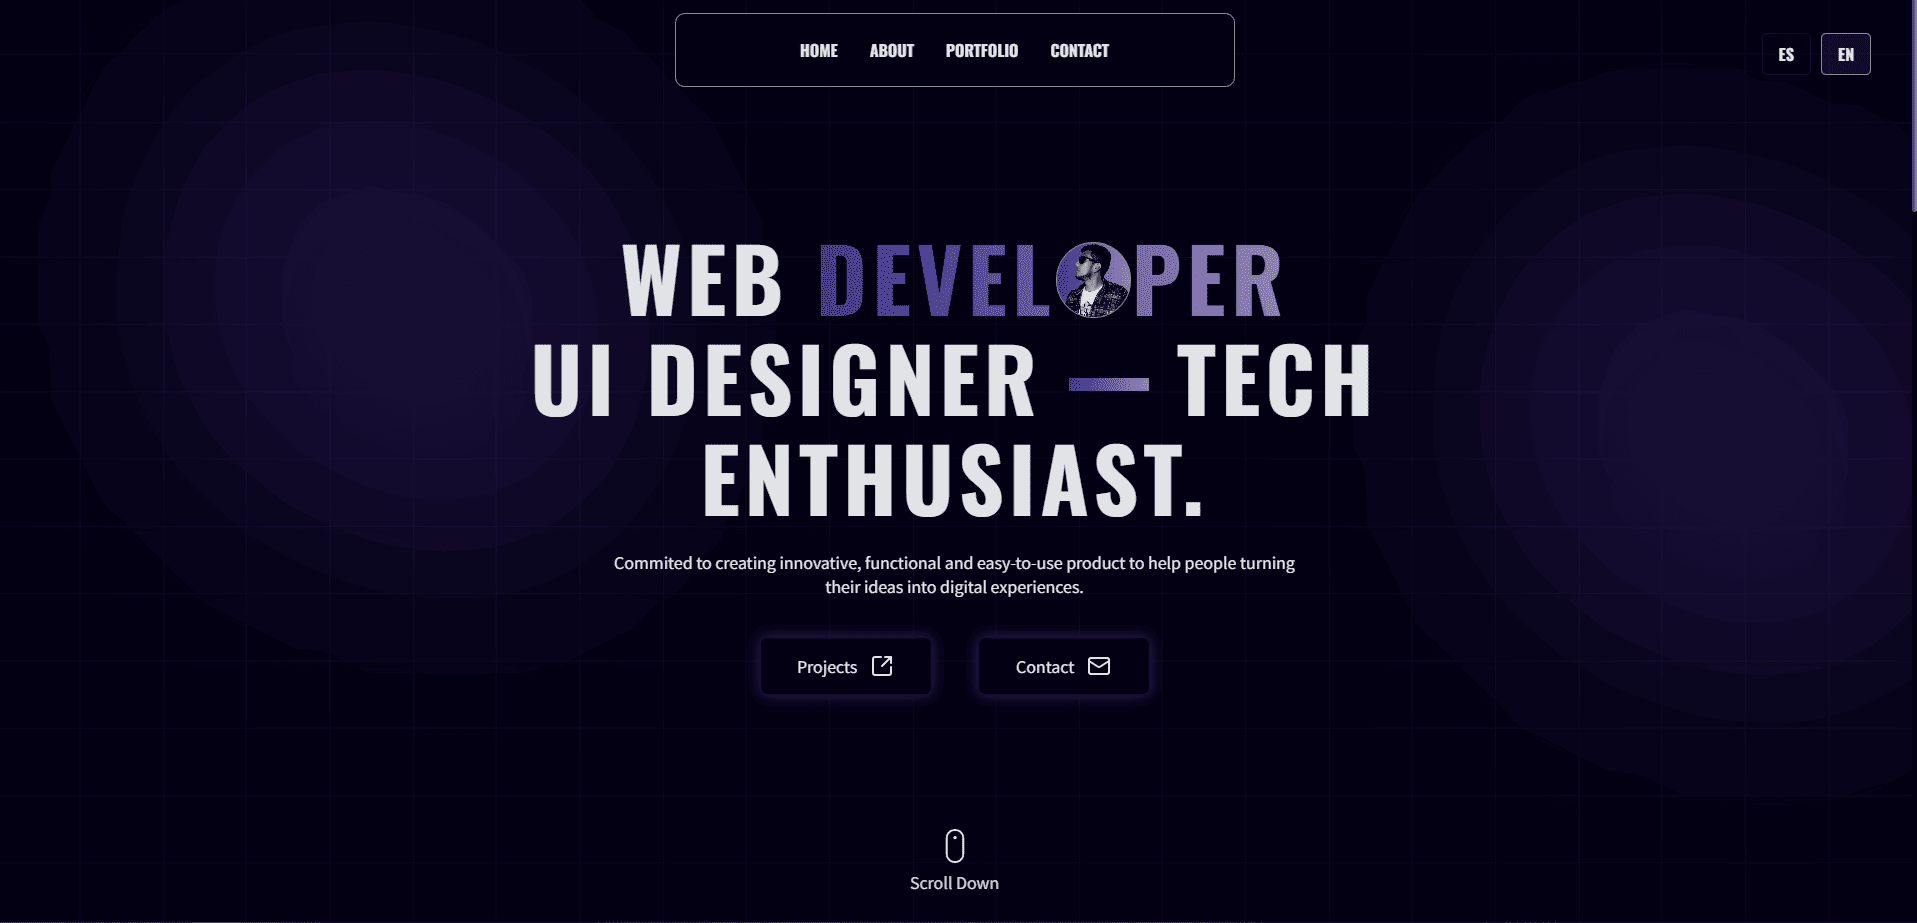 HOME ABOUT PORTFOLIO CONTACT
ES EN
WEB DEVELOPER
UI DESIGNER — TECH
ENTHUSIAST.
Commited to creating innovative, functional and easy-to-use product to help people turning
their ideas into digital experiences.
Projects Contact
Scroll Down